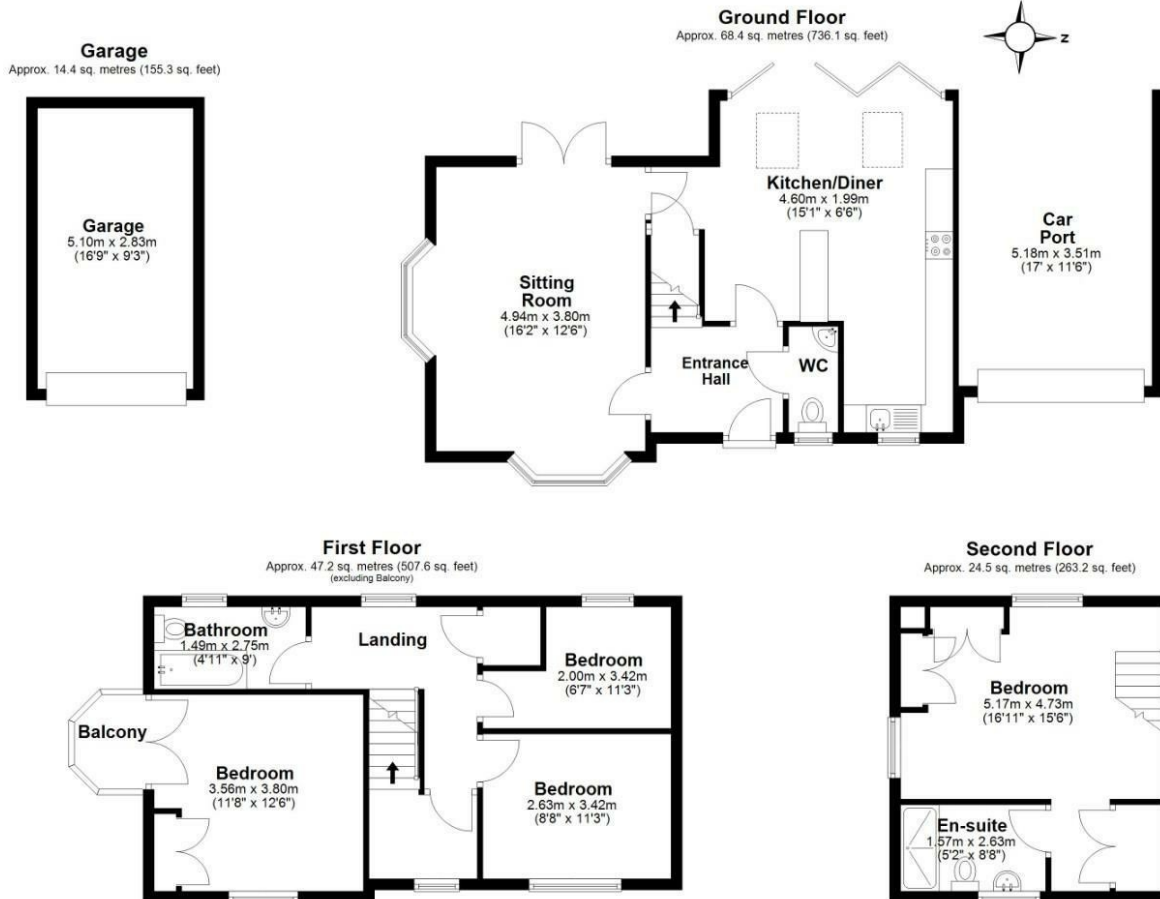 Garage
Approx. 14.4 sq. metres (155.3 sq. feet)
Garage
5.10m x 2.83m
(16'9" x 9'3")
Ground Floor
Approx. 68.4 sq. metres (736.1 sq. feet)
Z
Kitchen/Diner
4.60m x 1.99m
(15'1" x 6'6")
Car
Port
5.18m x 3.51m
(17' x 11'6")
Sitting
Room
4.94m x 3.80m
(16'2" x 12'6")
Entrance
Hall
WC
First Floor
Approx. 47.2 sq. metres (507.6 sq. feet)
(excluding Balcony)
Bathroom
1.49m x 2.75m
(4'11" x 9')
Landing
Bedroom
2.00m x 3.42m
(6'7" x 11'3")
Balcony
Bedroom
3.56m x 3.80m
(11'8" x 12'6")
Bedroom
2.63m x 3.42m
(8'8" x 11'3")
Second Floor
Approx. 24.5 sq. metres (263.2 sq. feet)
Bedroom
5.17m x 4.73m
(16'11" x 15'6")
En-suite
1.57m x 2.63m
(5'2" x 8'8")